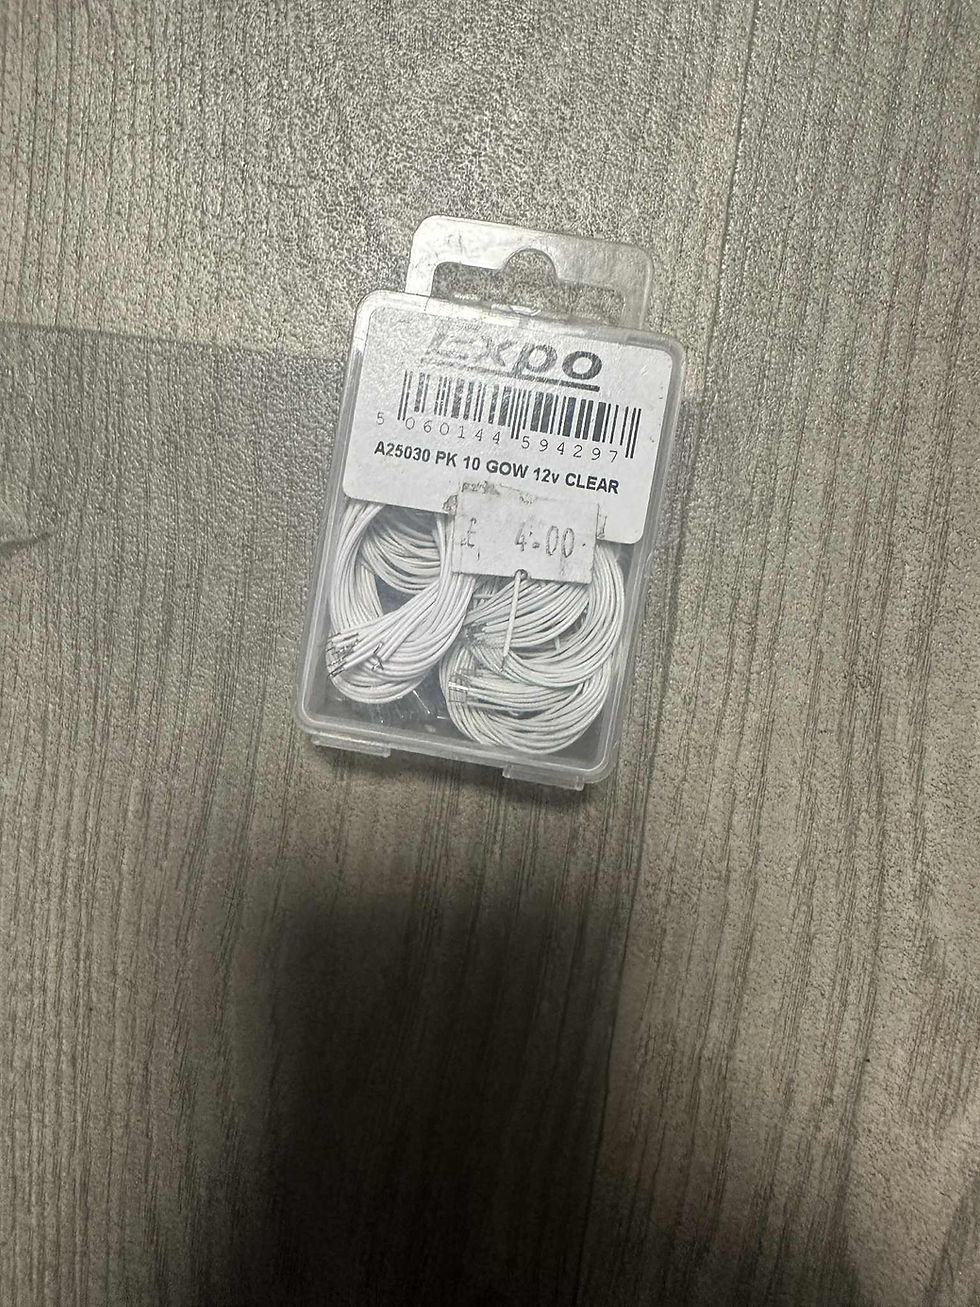 Expo
5 060144 594297
A25030 PK 10 GOW 12v CLEAR
£ 4.00